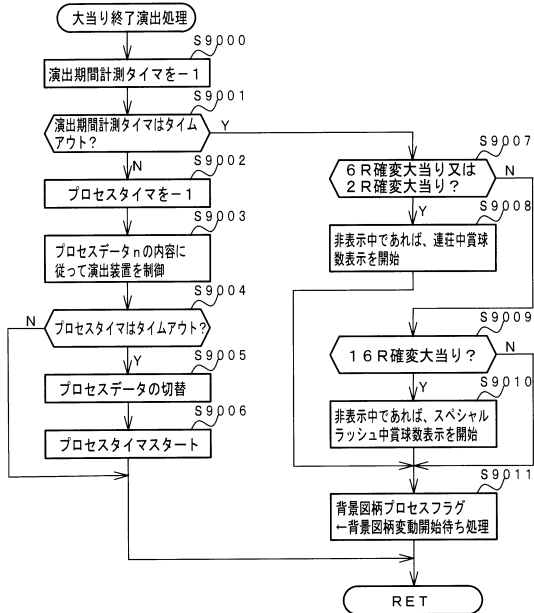 大当り終了演出処理
S9000
演出期間計測タイマを－1
S9001
演出期間計測タイマはタイム
アウト？
Y
N
S9002
プロセスタイマを－1
S9003
プロセスデータnの内容に
従って演出装置を制御
S9004
N
プロセスタイマはタイムアウト？
Y
S9005
プロセスデータの切替
S9006
プロセスタイマスタート
S9007
6R確変大当り又は
2R確変大当り？
N
Y
S9008
非表示中であれば、連荘中賞球
数表示を開始
S9009
16R確変大当り？
N
Y
S9010
非表示中であれば、スペシャル
ラッシュ中賞球数表示を開始
S9011
背景図柄プロセスフラグ
←背景図柄変動開始待ち処理
RET